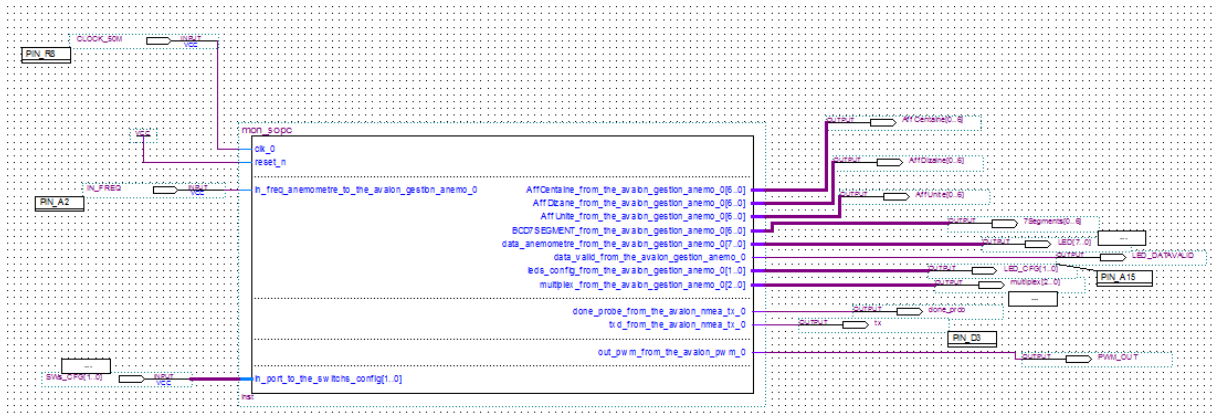 CLOCK_50M
INPUT
VCC
PIN_R8
VCC
mon_sopc
clk_0
reset_n
IN_FREQ
INPUT
VCC
PIN_A2
in_freq_anemometre_to_the_avalon_gestion_anemo_0
AffCentaine_from_the_avalon_gestion_anemo_0[6..0]
AffDizane_from_the_avalon_gestion_anemo_0[6..0]
AffUnite_from_the_avalon_gestion_anemo_0[6..0]
BCD7SEGMENT_from_the_avalon_gestion_anemo_0[6..0]
data_anemometre_from_the_avalon_gestion_anemo_0[7..0]
data_valid_from_the_avalon_gestion_anemo_0
leds_config_from_the_avalon_gestion_anemo_0[1..0]
multiplex_from_the_avalon_gestion_anemo_0[2..0]
done_probe_from_the_avalon_nmea_tx_0
txd_from_the_avalon_nmea_tx_0
out_pwm_from_the_avalon_pwm_0
in_port_to_the_switchs_config[1..0]
inst
SWs_CFG[1..0]
INPUT
VCC
OUTPUT AffCentaine[0..6]
OUTPUT AffDizaine[0..6]
OUTPUT AffUnite[0..6]
OUTPUT 7Segments[0..6]
OUTPUT LED[7..0]
OUTPUT LED_DATAVALID
OUTPUT LED_CFG[1..0]
PIN_A15
OUTPUT multiplex[2..0]
OUTPUT done_prob
OUTPUT tx
PIN_D3
OUTPUT PWM_OUT